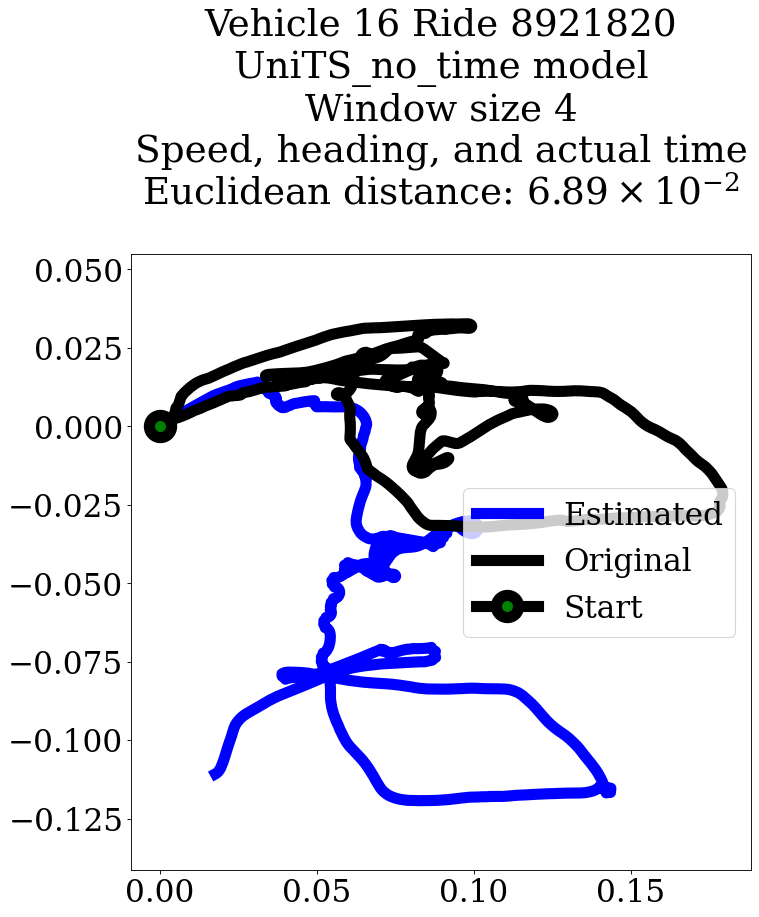 Vehicle 16 Ride 8921820
UniTS_no_time model
Window size 4
Speed, heading, and actual time
Euclidean distance: 6.89 × 10⁻²
0.050
0.025
0.000
−0.025
−0.050
−0.075
−0.100
−0.125
Estimated
Original
Start
0.00 0.05 0.10 0.15